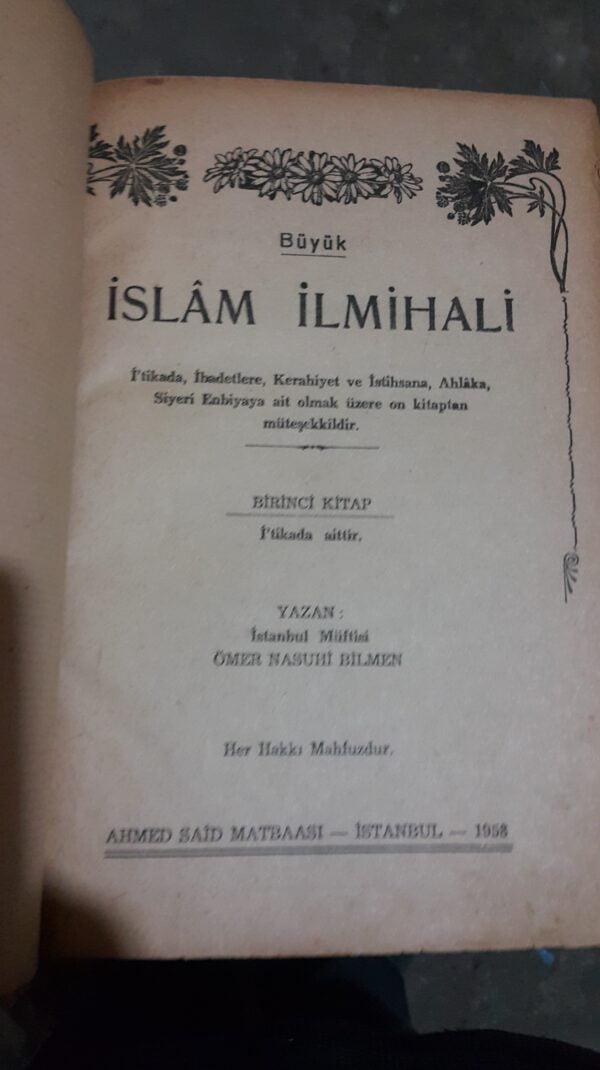 Büyük
İSLÂM İLMİHALİ
İ'tikada, İbadetlere, Kerahiyet ve İstihsana, Ahlâka,
Siyeri Enbiyaya ait olmak üzere on kitaptan
müteşekkildir.
BİRİNCİ KİTAP
İ'tikada aittir.
YAZAN :
İstanbul Müftisi
ÖMER NASUHİ BİLMEN
Her Hakkı Mahfuzdur.
AHMED SAİD MATBAASI — İSTANBUL — 1958